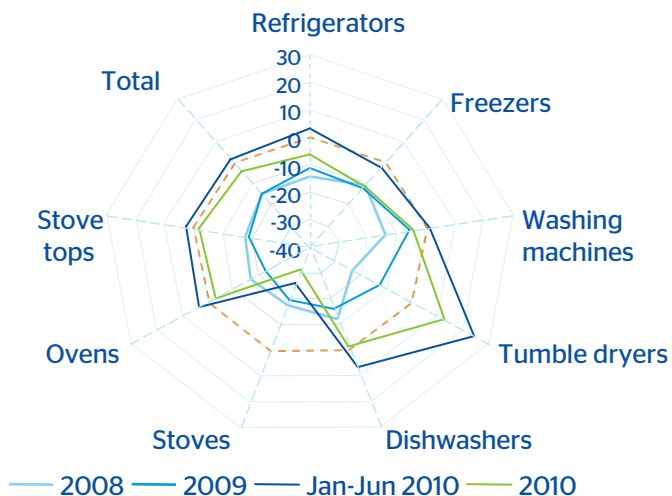 Refrigerators
30
20
10
0
-10
-20
-30
-40
Freezers
Washing
machines
Tumble dryers
Dishwashers
Stoves
Ovens
Stove
tops
Total
2008
2009
Jan-Jun 2010
2010